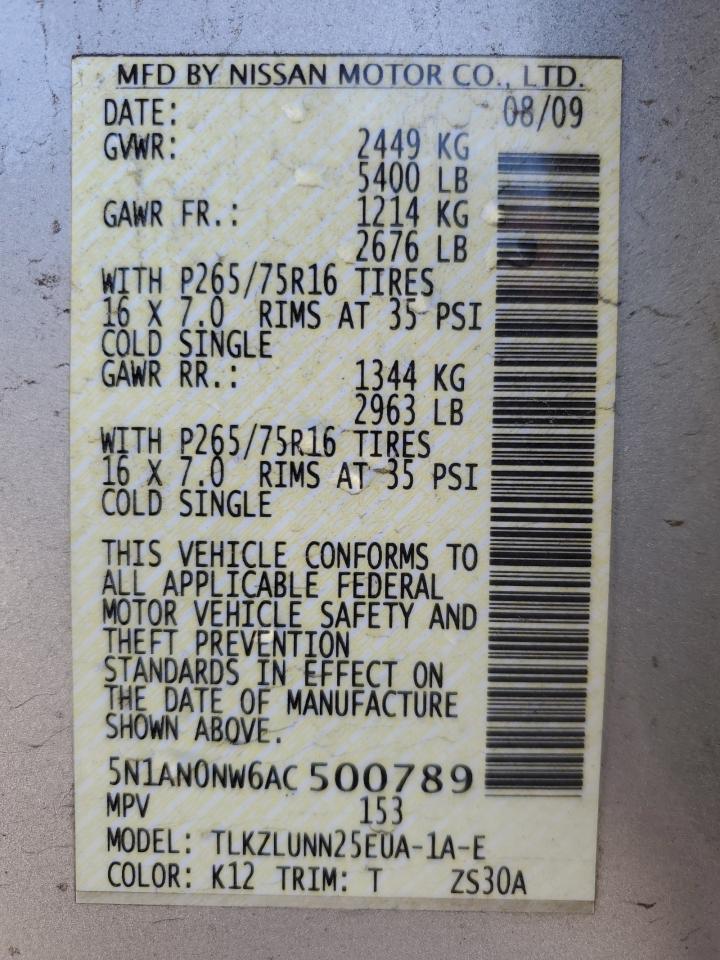 MFD BY NISSAN MOTOR CO., LTD.
DATE: 08/09
GVWR: 2449 KG
5400 LB
GAWR FR.: 1214 KG
2676 LB
WITH P265/75R16 TIRES
16 X 7.0 RIMS AT 35 PSI
COLD SINGLE
GAWR RR.: 1344 KG
2963 LB
WITH P265/75R16 TIRES
16 X 7.0 RIMS AT 35 PSI
COLD SINGLE
THIS VEHICLE CONFORMS TO
ALL APPLICABLE FEDERAL
MOTOR VEHICLE SAFETY AND
THEFT PREVENTION
STANDARDS IN EFFECT ON
THE DATE OF MANUFACTURE
SHOWN ABOVE.
5N1AN0NW6AC500789
MPV 153
MODEL: TLKZLUNN25EUA-1A-E
COLOR: K12 TRIM: T ZS30A